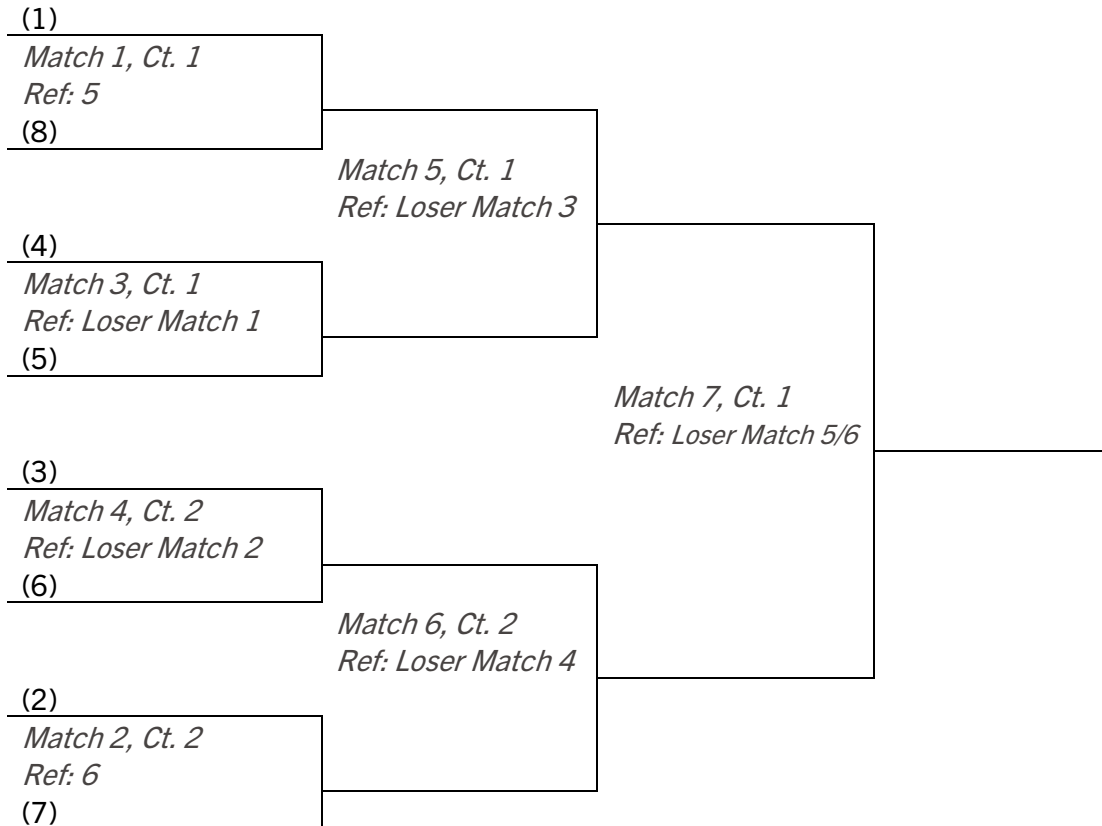 (1)
Match 1, Ct. 1
Ref: 5
(8)
Match 5, Ct. 1
Ref: Loser Match 3
(4)
Match 3, Ct. 1
Ref: Loser Match 1
(5)
Match 7, Ct. 1
Ref: Loser Match 5/6
(3)
Match 4, Ct. 2
Ref: Loser Match 2
(6)
Match 6, Ct. 2
Ref: Loser Match 4
(2)
Match 2, Ct. 2
Ref: 6
(7)